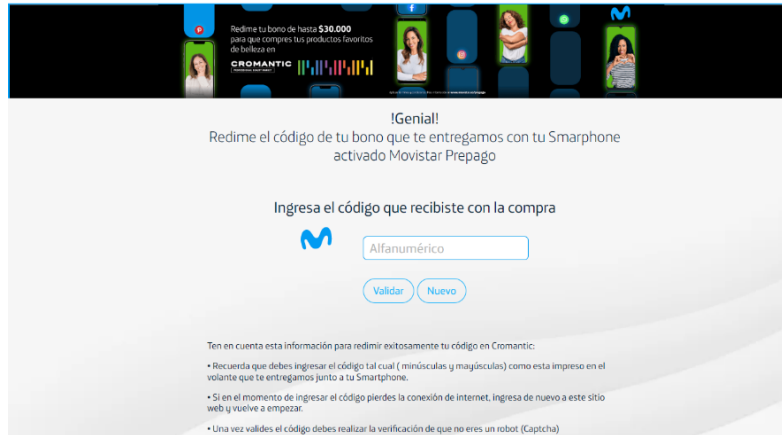 Redime tu bono de hasta $30.000
para que compres tus productos favoritos
de belleza en
CROMANTIC
!Genial!
Redime el código de tu bono que te entregamos con tu Smarphone
activado Movistar Prepago
Ingresa el código que recibiste con la compra
Alfanumérico
Validar
Nuevo
Ten en cuenta esta información para redimir exitosamente tu código en Cromantic:
• Recuerda que debes ingresar el código tal cual ( minúsculas y mayúsculas) como esta impreso en el
volante que te entregamos junto a tu Smartphone.
• Si en el momento de ingresar el código pierdes la conexión de internet, ingresa de nuevo a este sitio
web y vuelve a empezar.
• Una vez valides el código debes realizar la verificación de que no eres un robot (Captcha)